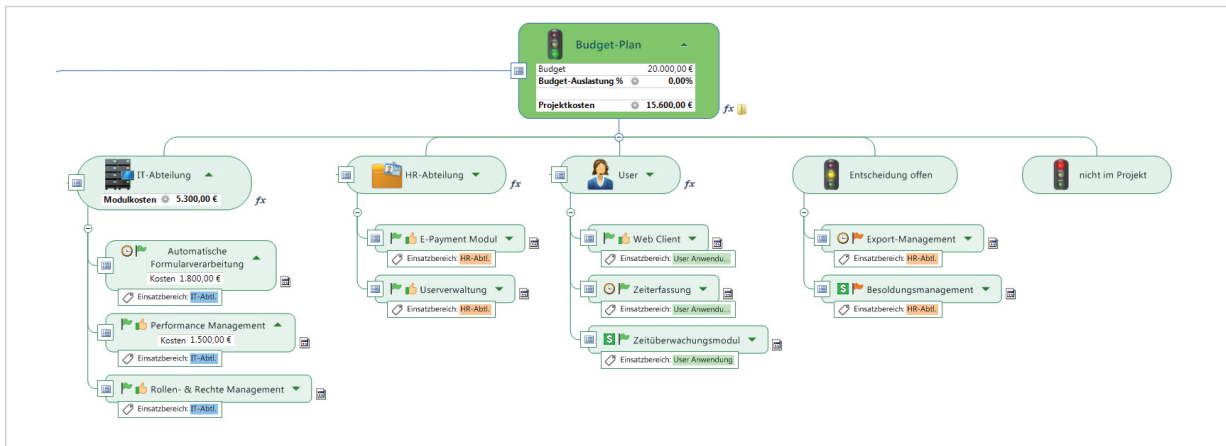 Budget-Plan
Budget 20.000,00 €
Budget-Auslastung % 0,00%
Projektkosten 15.600,00 €
fx
IT-Abteilung
Modulkosten 5.300,00 €
fx
Automatische
Formularverarbeitung
Kosten 1.800,00 €
Einsatzbereich: IT-Abtl.
Performance Management
Kosten 1.500,00 €
Einsatzbereich: IT-Abtl.
Rollen- & Rechte Management
Einsatzbereich: IT-Abtl.
HR-Abteilung
fx
E-Payment Modul
Einsatzbereich: HR-Abtl.
Userverwaltung
Einsatzbereich: HR-Abtl.
User
fx
Web Client
Einsatzbereich: User Anwendu...
Zeiterfassung
Einsatzbereich: User Anwendu...
$ Zeitüberwachungsmodul
Einsatzbereich: User Anwendung
Entscheidung offen
Export-Management
Einsatzbereich: HR-Abtl.
$ Besoldungsmanagement
Einsatzbereich: HR-Abtl.
nicht im Projekt